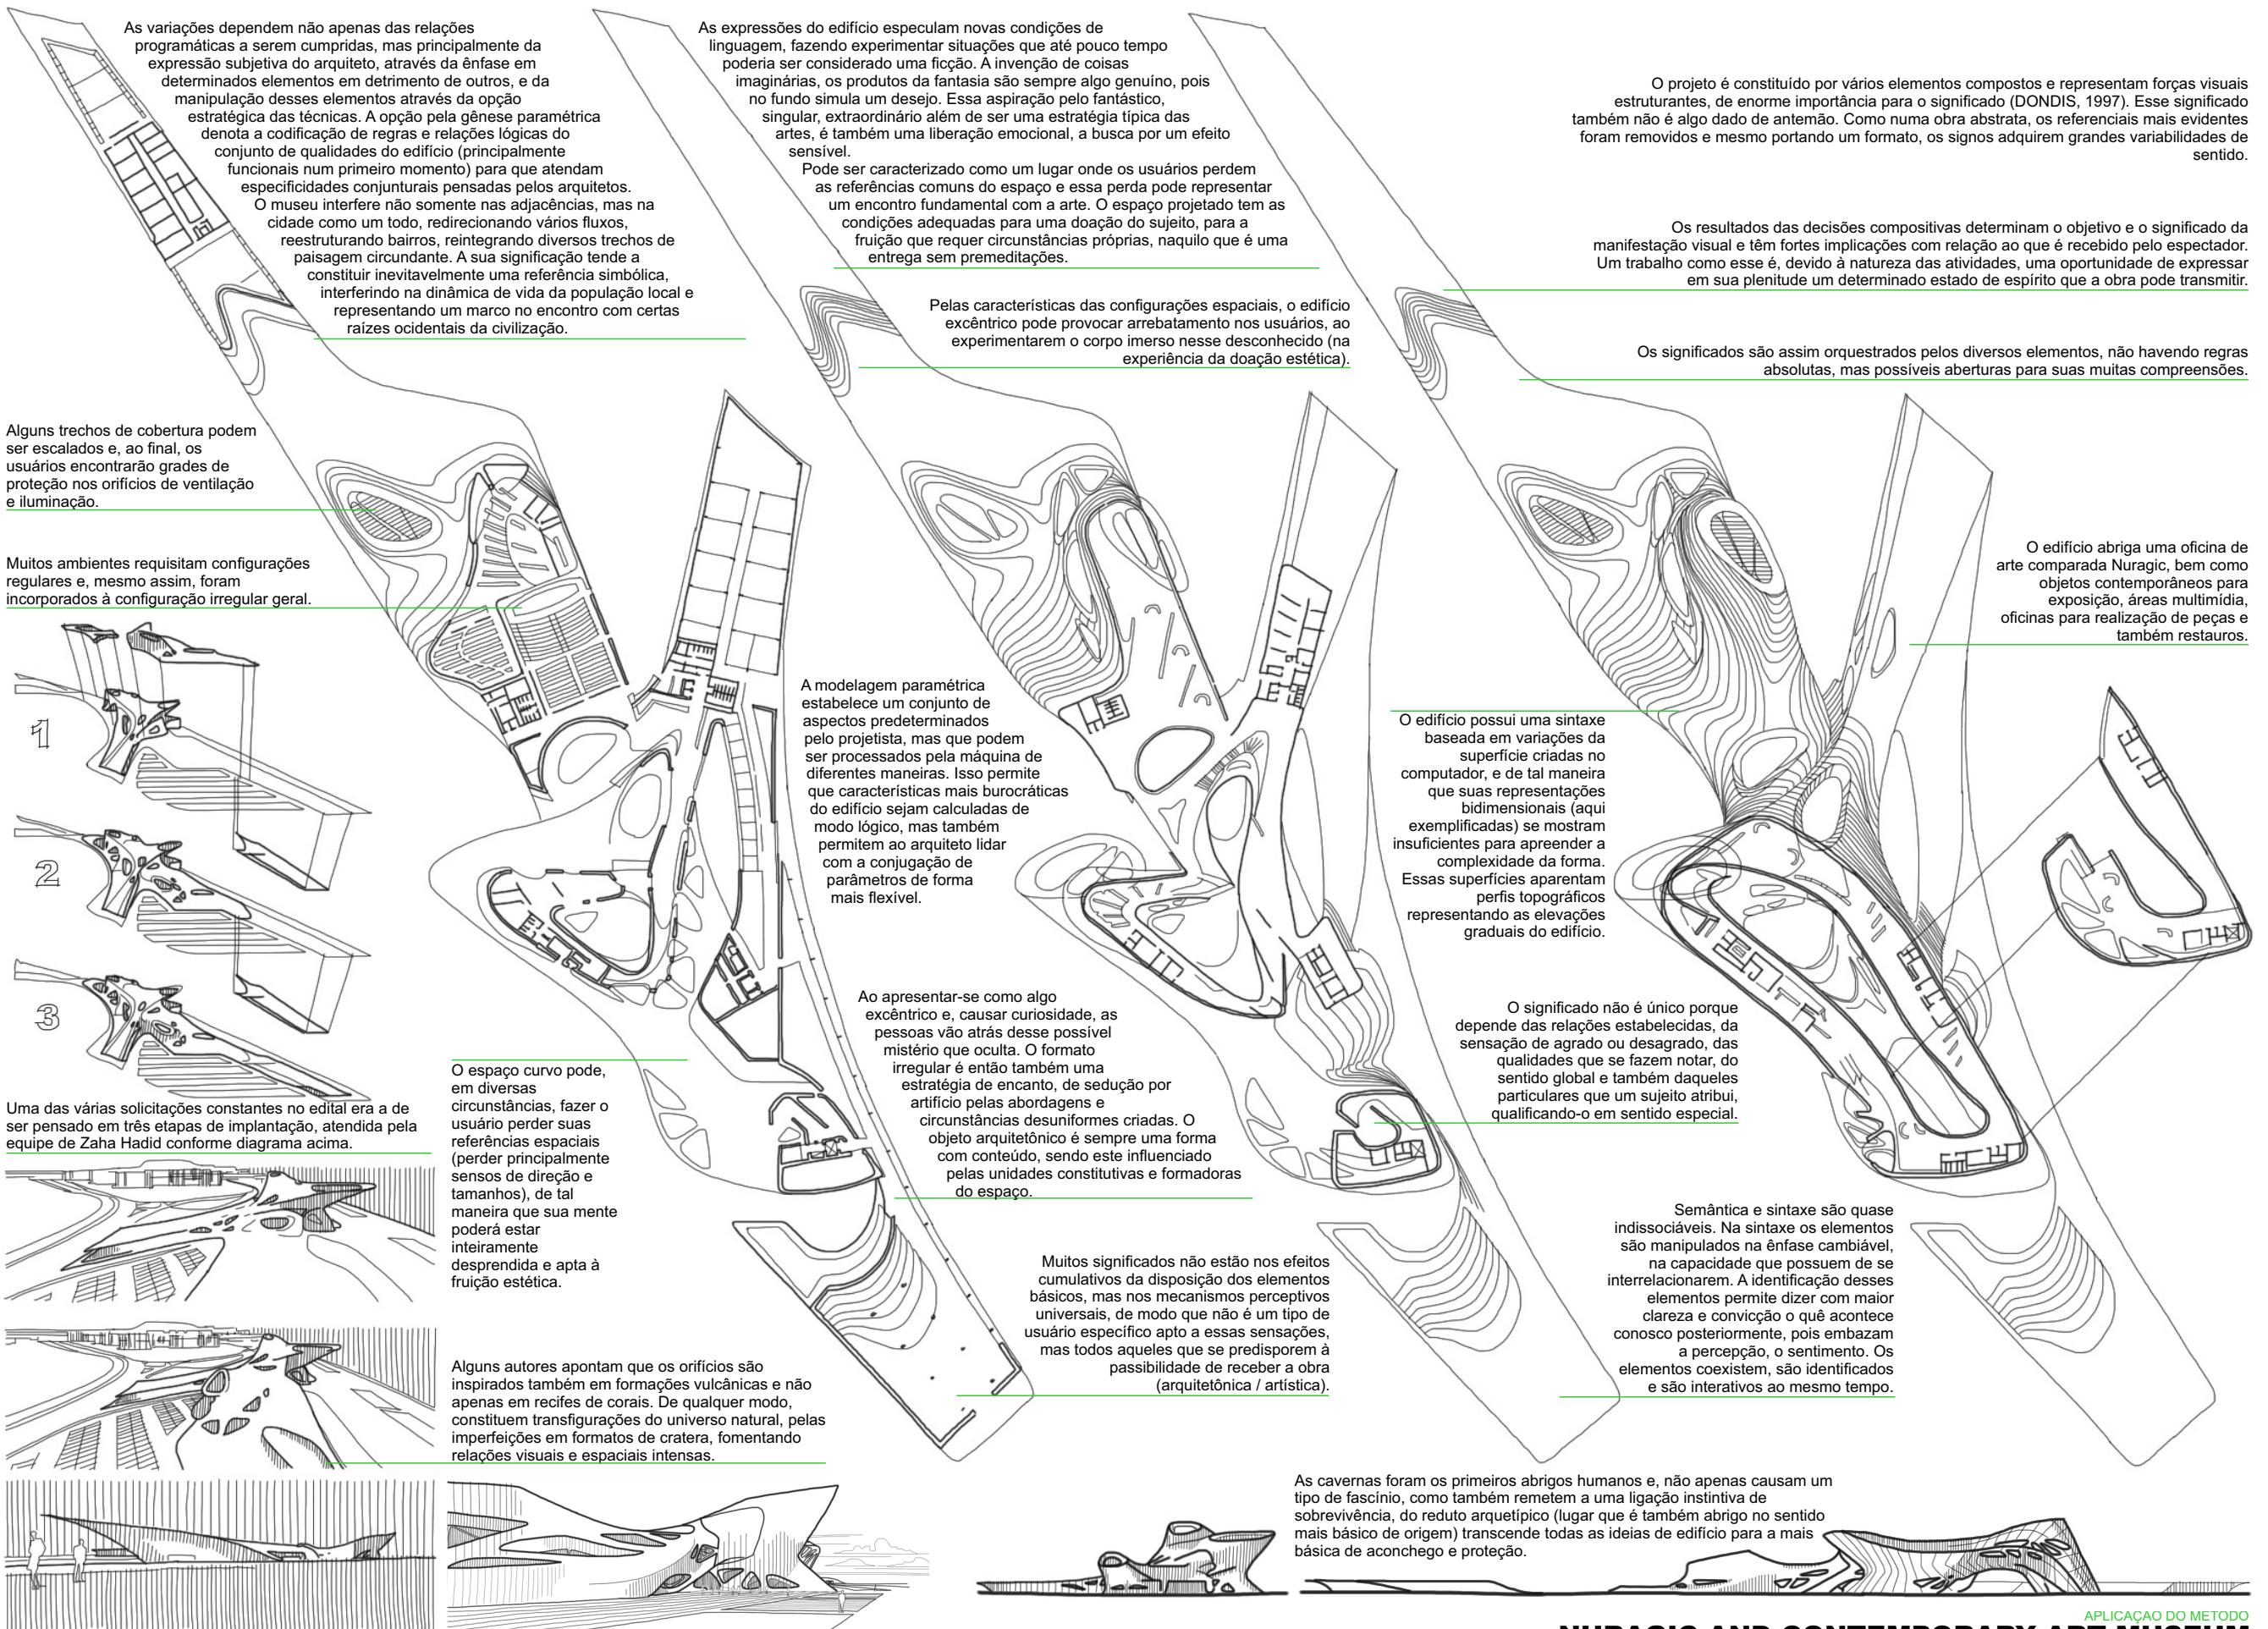 As variações dependem não apenas das relações
programáticas a serem cumpridas, mas principalmente da
expressão subjetiva do arquiteto, através da ênfase em
determinados elementos em detrimento de outros, e da
manipulação desses elementos através da opção
estratégica das técnicas. A opção pela gênese paramétrica
denota a codificação de regras e relações lógicas do
conjunto de qualidades do edifício (principalmente
funcionais num primeiro momento) para que atendam
especificidades conjunturais pensadas pelos arquitetos.
O museu interfere não somente nas adjacências, mas na
cidade como um todo, redirecionando vários fluxos,
reestruturando bairros, reintegrando diversos trechos de
paisagem circundante. A sua significação tende a
constituir inevitavelmente uma referência simbólica,
interferindo na dinâmica de vida da população local e
representando um marco no encontro com certas
raízes ocidentais da civilização.
As expressões do edifício especulam novas condições de
linguagem, fazendo experimentar situações que até pouco tempo
poderia ser considerado uma ficção. A invenção de coisas
imaginárias, os produtos da fantasia são sempre algo genuíno, pois
no fundo simula um desejo. Essa aspiração pelo fantástico,
singular, extraordinário além de ser uma estratégia típica das
artes, é também uma liberação emocional, a busca por um efeito
sensível.
Pode ser caracterizado como um lugar onde os usuários perdem
as referências comuns do espaço e essa perda pode representar
um encontro fundamental com a arte. O espaço projetado tem as
condições adequadas para uma doação do sujeito, para a
fruição que requer circunstâncias próprias, naquilo que é uma
entrega sem premeditações.
Pelas características das configurações espaciais, o edifício
excêntrico pode provocar arrebatamento nos usuários, ao
experimentarem o corpo imerso nesse desconhecido (na
experiência da doação estética).
O projeto é constituído por vários elementos compostos e representam forças visuais
estruturantes, de enorme importância para o significado (DONDIS, 1997). Esse significado
também não é algo dado de antemão. Como numa obra abstrata, os referenciais mais evidentes
foram removidos e mesmo portando um formato, os signos adquirem grandes variabilidades de
sentido.
Os resultados das decisões compositivas determinam o objetivo e o significado da
manifestação visual e têm fortes implicações com relação ao que é recebido pelo espectador.
Um trabalho como esse é, devido à natureza das atividades, uma oportunidade de expressar
em sua plenitude um determinado estado de espírito que a obra pode transmitir.
Os significados são assim orquestrados pelos diversos elementos, não havendo regras
absolutas, mas possíveis aberturas para suas muitas compreensões.
Alguns trechos de cobertura podem
ser escalados e, ao final, os
usuários encontrarão grades de
proteção nos orifícios de ventilação
e iluminação.
Muitos ambientes requisitam configurações
regulares e, mesmo assim, foram
incorporados à configuração irregular geral.
O edifício abriga uma oficina de
arte comparada Nuragic, bem como
objetos contemporâneos para
exposição, áreas multimídia,
oficinas para realização de peças e
também restauros.
1
2
3
Uma das várias solicitações constantes no edital era a de
ser pensado em três etapas de implantação, atendida pela
equipe de Zaha Hadid conforme diagrama acima.
A modelagem paramétrica
estabelece um conjunto de
aspectos predeterminados
pelo projetista, mas que podem
ser processados pela máquina de
diferentes maneiras. Isso permite
que características mais burocráticas
do edifício sejam calculadas de
modo lógico, mas também
permitem ao arquiteto lidar
com a conjugação de
parâmetros de forma
mais flexível.
O edifício possui uma sintaxe
baseada em variações da
superfície criadas no
computador, e de tal maneira
que suas representações
bidimensionais (aqui
exemplificadas) se mostram
insuficientes para apreender a
complexidade da forma.
Essas superfícies aparentam
perfis topográficos
representando as elevações
graduais do edifício.
Ao apresentar-se como algo
excêntrico e, causar curiosidade, as
pessoas vão atrás desse possível
mistério que oculta. O formato
irregular é então também uma
estratégia de encanto, de sedução por
artifício pelas abordagens e
circunstâncias desuniformes criadas. O
objeto arquitetônico é sempre uma forma
com conteúdo, sendo este influenciado
pelas unidades constitutivas e formadoras
do espaço.
O significado não é único porque
depende das relações estabelecidas, da
sensação de agrado ou desagrado, das
qualidades que se fazem notar, do
sentido global e também daqueles
particulares que um sujeito atribui,
qualificando-o em sentido especial.
O espaço curvo pode,
em diversas
circunstâncias, fazer o
usuário perder suas
referências espaciais
(perder principalmente
sensos de direção e
tamanhos), de tal
maneira que sua mente
poderá estar
inteiramente
desprendida e apta à
fruição estética.
Muitos significados não estão nos efeitos
cumulativos da disposição dos elementos
básicos, mas nos mecanismos perceptivos
universais, de modo que não é um tipo de
usuário específico apto a essas sensações,
mas todos aqueles que se predisporem à
passibilidade de receber a obra
(arquitetônica / artística).
Semântica e sintaxe são quase
indissociáveis. Na sintaxe os elementos
são manipulados na ênfase cambiável,
na capacidade que possuem de se
interrelacionarem. A identificação desses
elementos permite dizer com maior
clareza e convicção o quê acontece
conosco posteriormente, pois embazam
a percepção, o sentimento. Os
elementos coexistem, são identificados
e são interativos ao mesmo tempo.
Alguns autores apontam que os orifícios são
inspirados também em formações vulcânicas e não
apenas em recifes de corais. De qualquer modo,
constituem transfigurações do universo natural, pelas
imperfeições em formatos de cratera, fomentando
relações visuais e espaciais intensas.
As cavernas foram os primeiros abrigos humanos e, não apenas causam um
tipo de fascínio, como também remetem a uma ligação instintiva de
sobrevivência, do reduto arquetípico (lugar que é também abrigo no sentido
mais básico de origem) transcende todas as ideias de edifício para a mais
básica de aconchego e proteção.
APLICAÇÃO DO METODO
NURAGIC AND CONTEMPORARY ART MUSEUM